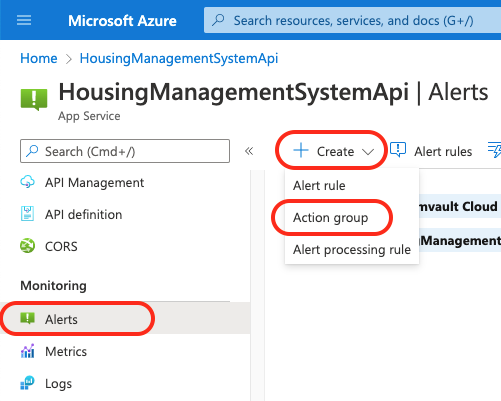 Microsoft Azure
Search resources, services, and docs (G+/)
Home > HousingManagementSystemApi
HousingManagementSystemApi | Alerts
App Service
Search (Cmd+/)
«
Create
Alert rules
API Management
API definition
CORS
Monitoring
Alerts
Metrics
Logs
Alert rule
Action group
Alert processing rule
mvault Cloud
Management